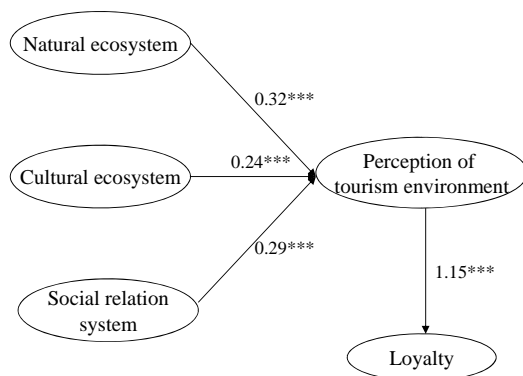 Natural ecosystem
0.32***
Cultural ecosystem
0.24***
Perception of
tourism environment
0.29***
Social relation
system
1.15***
Loyalty